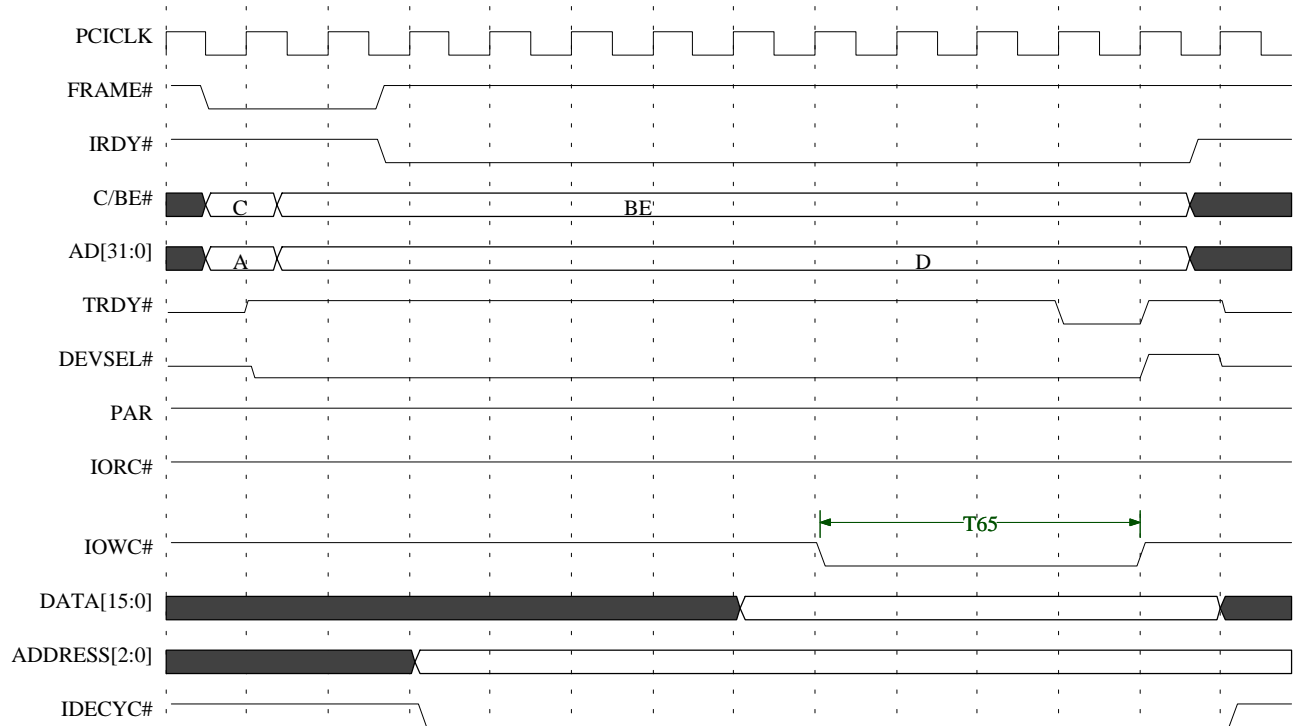 PCICLK
FRAME#
IRDY#
C/BE#
C
BE
AD[31:0]
A
D
TRDY#
DEVSEL#
PAR
IORC#
T65
IOWC#
DATA[15:0]
ADDRESS[2:0]
IDECYC#